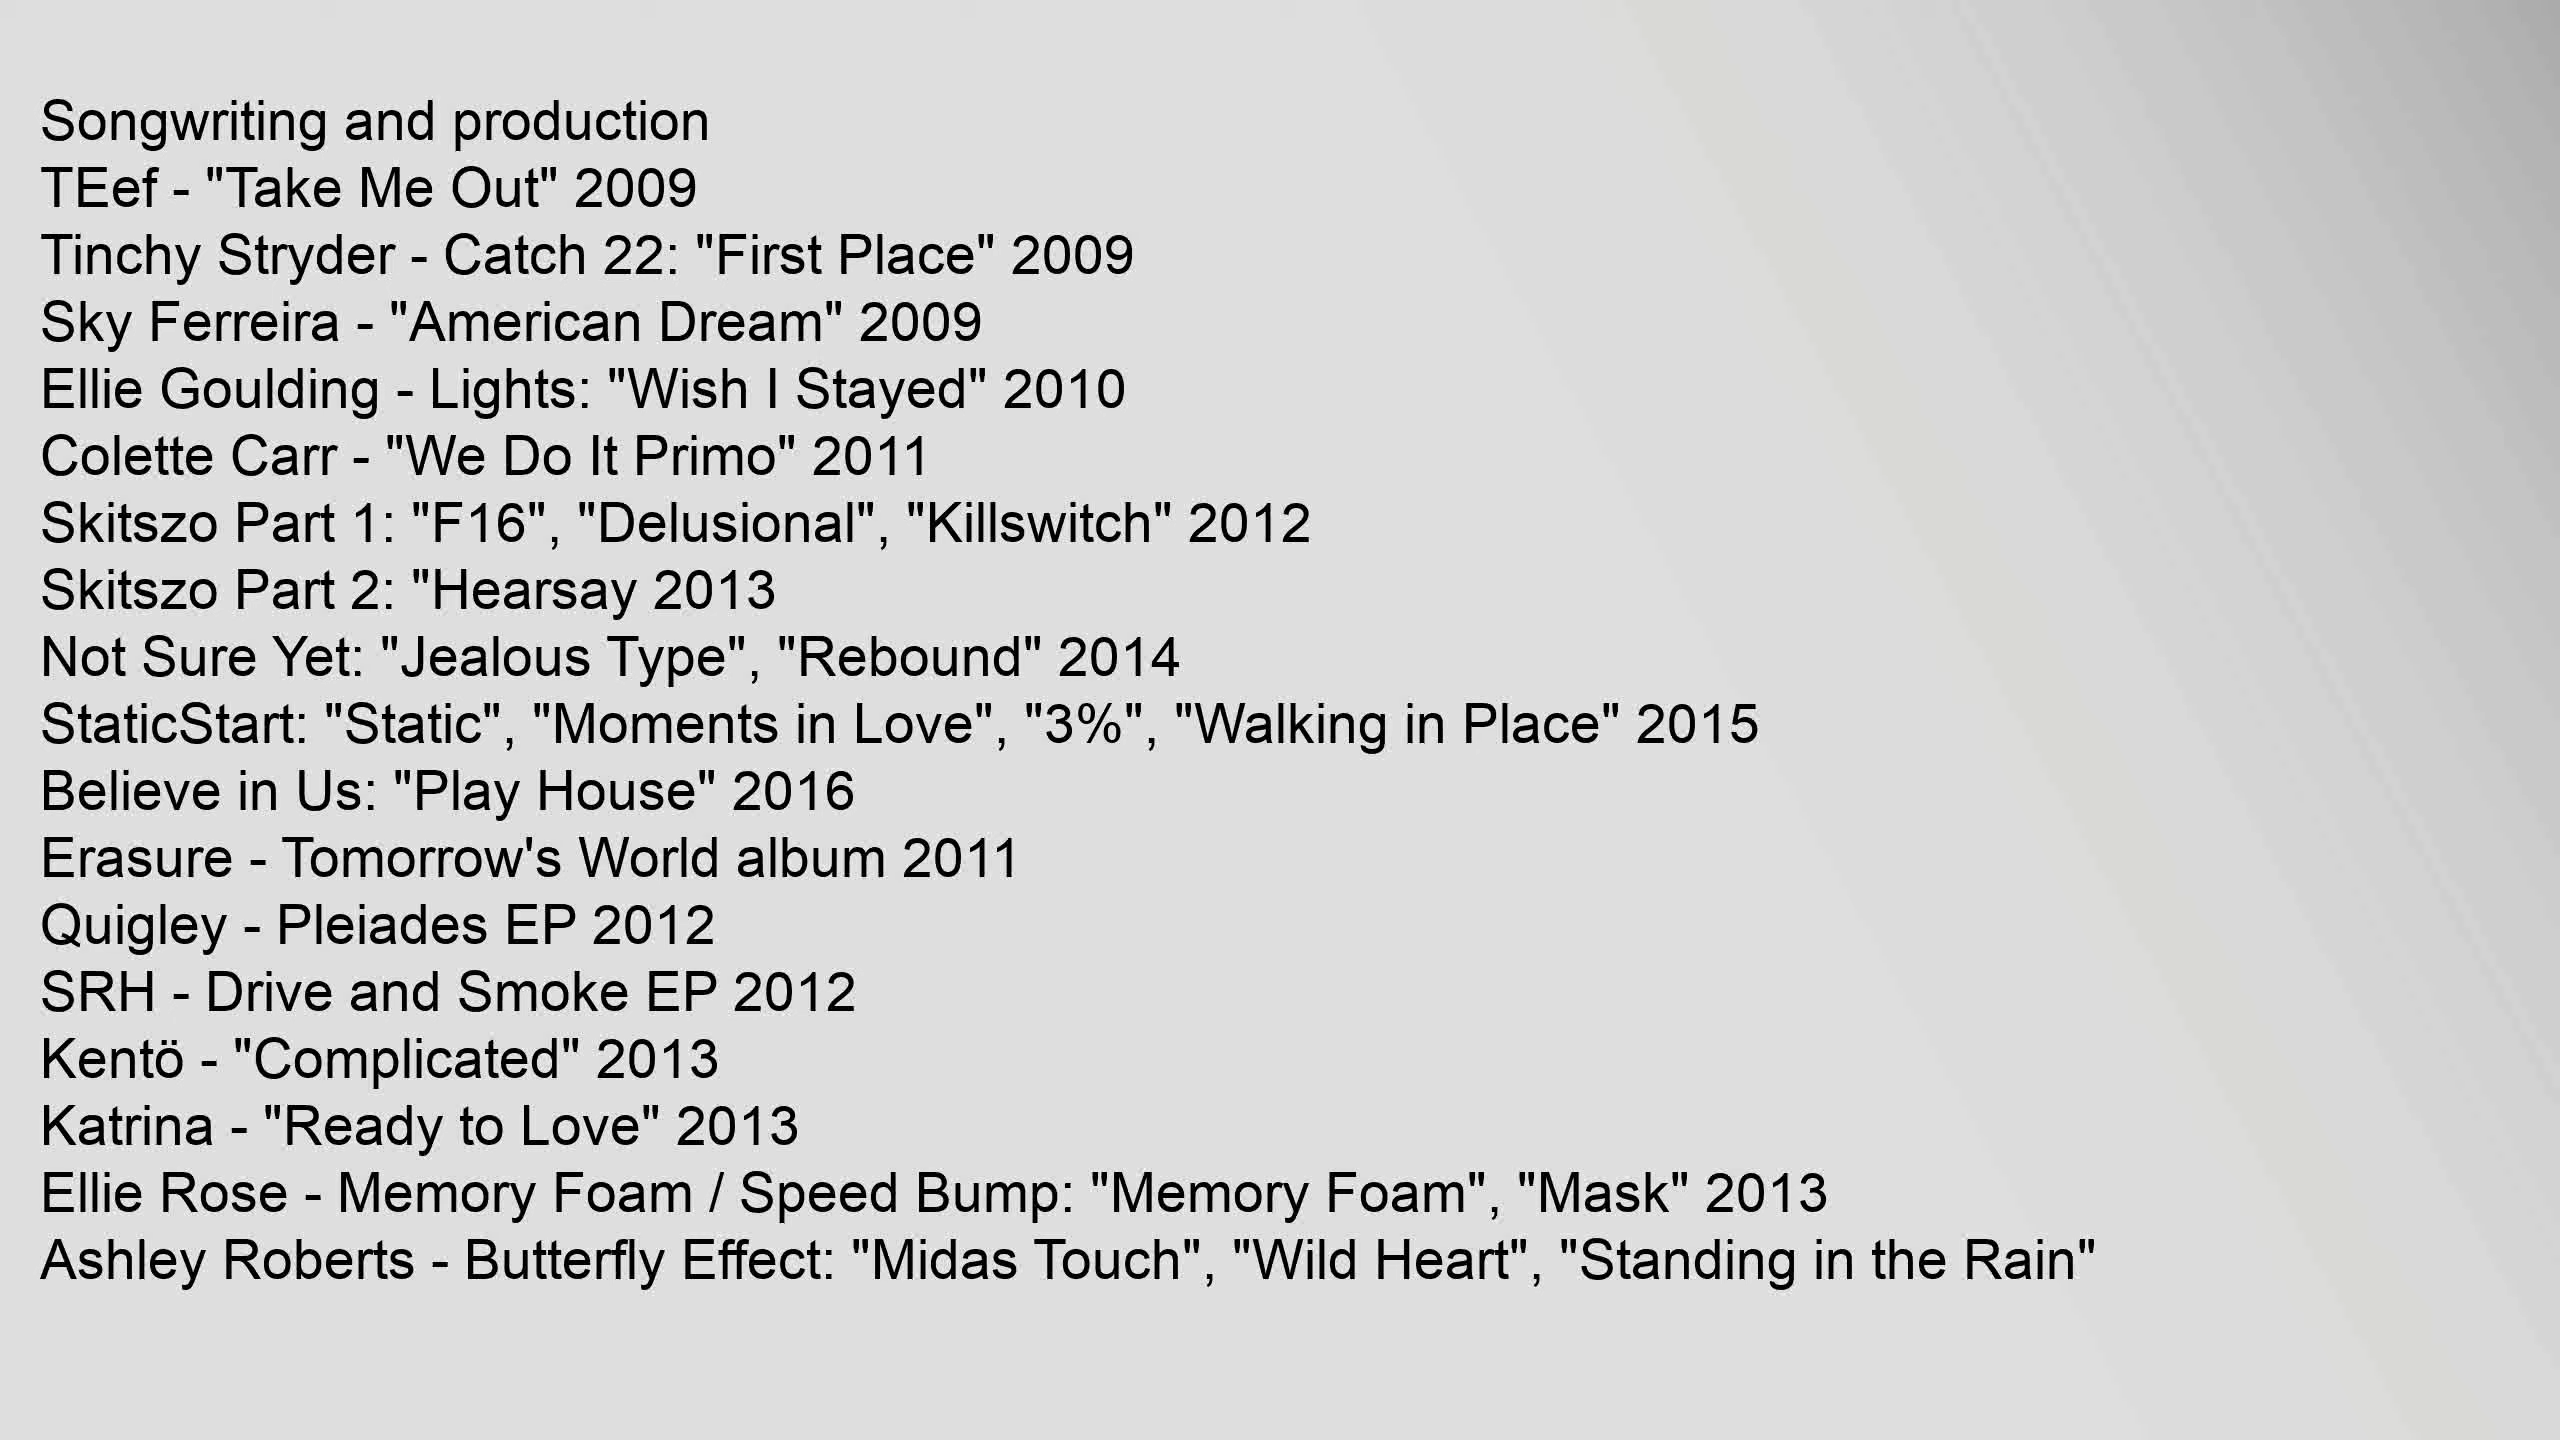 Songwriting and production
TEef - "Take Me Out" 2009
Tinchy Stryder - Catch 22: "First Place" 2009
Sky Ferreira - "American Dream" 2009
Ellie Goulding - Lights: "Wish I Stayed" 2010
Colette Carr - "We Do It Primo" 2011
Skitszo Part 1: "F16", "Delusional", "Killswitch" 2012
Skitszo Part 2: "Hearsay 2013
Not Sure Yet: "Jealous Type", "Rebound" 2014
StaticStart: "Static", "Moments in Love", "3%", "Walking in Place" 2015
Believe in Us: "Play House" 2016
Erasure - Tomorrow's World album 2011
Quigley - Pleiades EP 2012
SRH - Drive and Smoke EP 2012
Kentö - "Complicated" 2013
Katrina - "Ready to Love" 2013
Ellie Rose - Memory Foam / Speed Bump: "Memory Foam", "Mask" 2013
Ashley Roberts - Butterfly Effect: "Midas Touch", "Wild Heart", "Standing in the Rain"